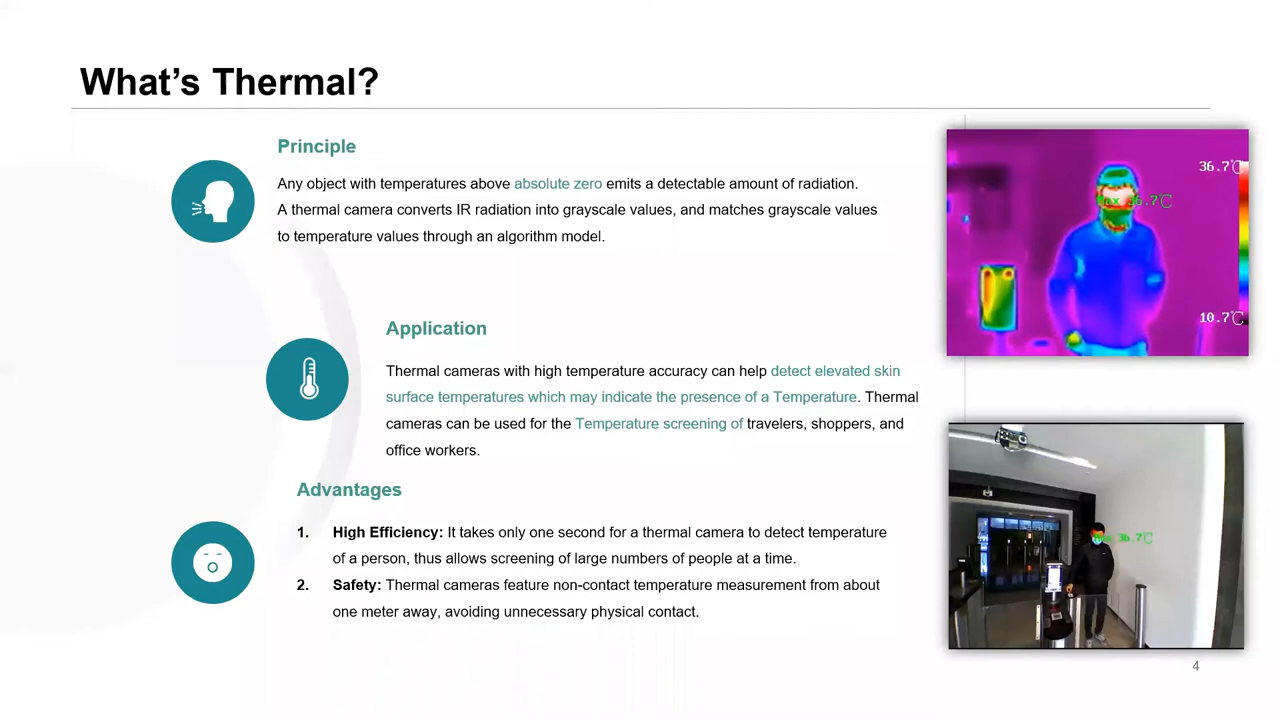 What's Thermal?
Principle
Any object with temperatures above absolute zero emits a detectable amount of radiation.
A thermal camera converts IR radiation into grayscale values, and matches grayscale values
to temperature values through an algorithm model.
Application
Thermal cameras with high temperature accuracy can help detect elevated skin
surface temperatures which may indicate the presence of a Temperature. Thermal
cameras can be used for the Temperature screening of travelers, shoppers, and
office workers.
Advantages
1. High Efficiency: It takes only one second for a thermal camera to detect temperature
of a person, thus allows screening of large numbers of people at a time.
2. Safety: Thermal cameras feature non-contact temperature measurement from about
one meter away, avoiding unnecessary physical contact.
36.7℃
Max 36.7℃
10.7℃
Max 36.7℃
4